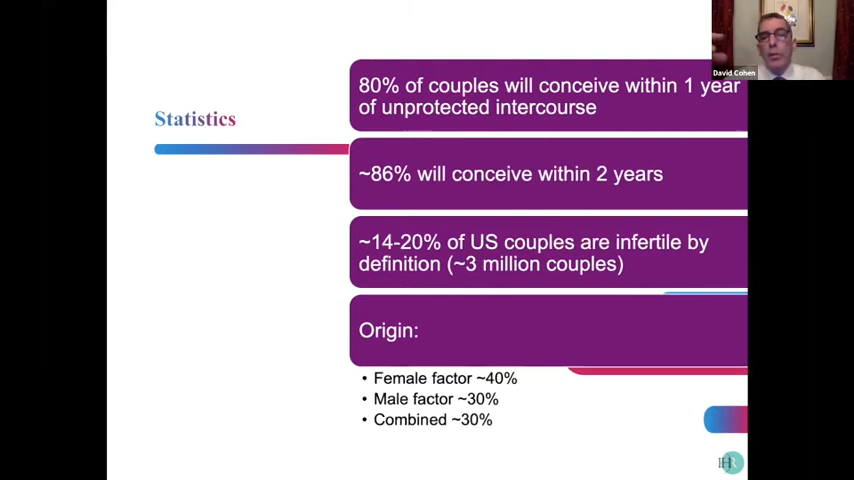 David Cohen
Statistics
80% of couples will conceive within 1 year
of unprotected intercourse
~86% will conceive within 2 years
~14-20% of US couples are infertile by
definition (~3 million couples)
Origin:
• Female factor ~40%
• Male factor ~30%
• Combined ~30%
IHR